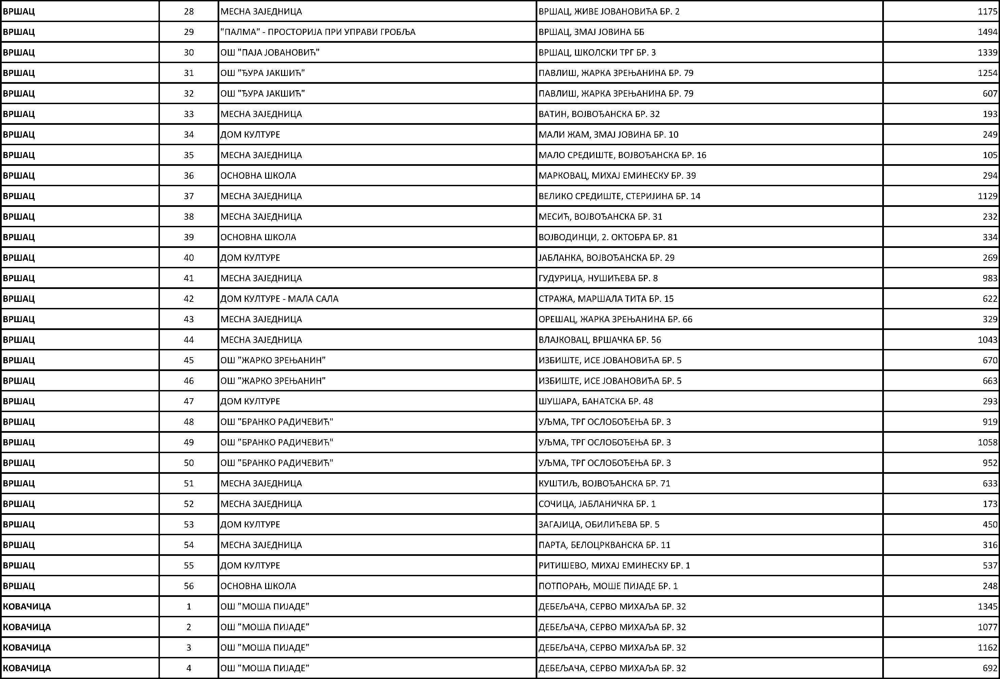 ВРШАЦ 28 МЕСНА ЗАЈЕДНИЦА ВРШАЦ, ЖИВЕ ЈОВАНОВИЋА БР. 2 1175
ВРШАЦ 29 "ПАЛМА" - ПРОСТОРИЈА ПРИ УПРАВИ ГРОБЉА ВРШАЦ, ЗМАЈ ЈОВИНА ББ 1494
ВРШАЦ 30 ОШ "ПАЈА ЈОВАНОВИЋ" ВРШАЦ, ШКОЛСКИ ТРГ БР. 3 1339
ВРШАЦ 31 ОШ "ЂУРА ЈАКШИЋ" ПАВЛИШ, ЖАРКА ЗРЕЊАНИНА БР. 79 1254
ВРШАЦ 32 ОШ "ЂУРА ЈАКШИЋ" ПАВЛИШ, ЖАРКА ЗРЕЊАНИНА БР. 79 607
ВРШАЦ 33 МЕСНА ЗАЈЕДНИЦА ВАТИН, ВОЈВОЂАНСКА БР. 32 193
ВРШАЦ 34 ДОМ КУЛТУРЕ МАЛИ ЖАМ, ЗМАЈ ЈОВИНА БР. 10 249
ВРШАЦ 35 МЕСНА ЗАЈЕДНИЦА МАЛО СРЕДИШТЕ, ВОЈВОЂАНСКА БР. 16 105
ВРШАЦ 36 ОСНОВНА ШКОЛА МАРКОВАЦ, МИХАЈ ЕМИНЕСКУ БР. 39 294
ВРШАЦ 37 МЕСНА ЗАЈЕДНИЦА ВЕЛИКО СРЕДИШТЕ, СТЕРИЈИНА БР. 14 1129
ВРШАЦ 38 МЕСНА ЗАЈЕДНИЦА МЕСИЋ, ВОЈВОЂАНСКА БР. 31 232
ВРШАЦ 39 ОСНОВНА ШКОЛА ВОЈВОДИНЦИ, 2. ОКТОБРА БР. 81 334
ВРШАЦ 40 ДОМ КУЛТУРЕ ЈАБЛАНКА, ВОЈВОЂАНСКА БР. 29 269
ВРШАЦ 41 МЕСНА ЗАЈЕДНИЦА ГУДУРИЦА, НУШИЋЕВА БР. 8 983
ВРШАЦ 42 ДОМ КУЛТУРЕ - МАЛА САЛА СТРАЖА, МАРШАЛА ТИТА БР. 15 622
ВРШАЦ 43 МЕСНА ЗАЈЕДНИЦА ОРЕШАЦ, ЖАРКА ЗРЕЊАНИНА БР. 66 329
ВРШАЦ 44 МЕСНА ЗАЈЕДНИЦА ВЛАЈКОВАЦ, ВРШАЧКА БР. 56 1043
ВРШАЦ 45 ОШ "ЖАРКО ЗРЕЊАНИН" ИЗБИШТЕ, ИСЕ ЈОВАНОВИЋА БР. 5 670
ВРШАЦ 46 ОШ "ЖАРКО ЗРЕЊАНИН" ИЗБИШТЕ, ИСЕ ЈОВАНОВИЋА БР. 5 663
ВРШАЦ 47 ДОМ КУЛТУРЕ ШУШАРА, БАНАТСКА БР. 48 293
ВРШАЦ 48 ОШ "БРАНКО РАДИЧЕВИЋ" УЉМА, ТРГ ОСЛОБОЂЕЊА БР. 3 919
ВРШАЦ 49 ОШ "БРАНКО РАДИЧЕВИЋ" УЉМА, ТРГ ОСЛОБОЂЕЊА БР. 3 1058
ВРШАЦ 50 ОШ "БРАНКО РАДИЧЕВИЋ" УЉМА, ТРГ ОСЛОБОЂЕЊА БР. 3 952
ВРШАЦ 51 МЕСНА ЗАЈЕДНИЦА КУШТИЉ, ВОЈВОЂАНСКА БР. 71 633
ВРШАЦ 52 МЕСНА ЗАЈЕДНИЦА СОЧИЦА, ЈАБЛАНИЧКА БР. 1 173
ВРШАЦ 53 ДОМ КУЛТУРЕ ЗАГАЈИЦА, ОБИЛИЋЕВА БР. 5 450
ВРШАЦ 54 МЕСНА ЗАЈЕДНИЦА ПАРТА, БЕЛОЦРКВАНСКА БР. 11 316
ВРШАЦ 55 ДОМ КУЛТУРЕ РИТИШЕВО, МИХАЈ ЕМИНЕСКУ БР. 1 537
ВРШАЦ 56 ОСНОВНА ШКОЛА ПОТПОРАЊ, МОШЕ ПИЈАДЕ БР. 1 248
КОВАЧИЦА 1 ОШ "МОША ПИЈАДЕ" ДЕБЕЉАЧА, СЕРВО МИХАЉА БР. 32 1345
КОВАЧИЦА 2 ОШ "МОША ПИЈАДЕ" ДЕБЕЉАЧА, СЕРВО МИХАЉА БР. 32 1077
КОВАЧИЦА 3 ОШ "МОША ПИЈАДЕ" ДЕБЕЉАЧА, СЕРВО МИХАЉА БР. 32 1162
КОВАЧИЦА 4 ОШ "МОША ПИЈАДЕ" ДЕБЕЉАЧА, СЕРВО МИХАЉА БР. 32 692